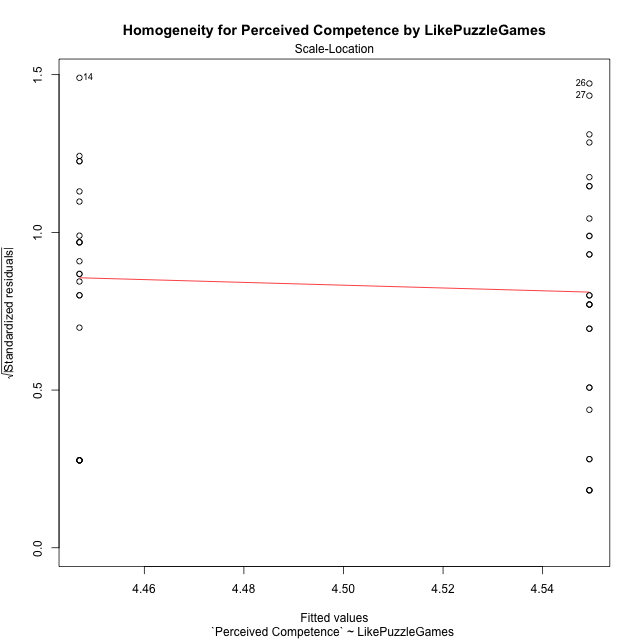 Homogeneity for Perceived Competence by LikePuzzleGames
Scale-Location
1.5
1.0
0.5
0.0
√|Standardized residuals|
14
26
27
4.46 4.48 4.50 4.52 4.54
Fitted values
`Perceived Competence` ~ LikePuzzleGames